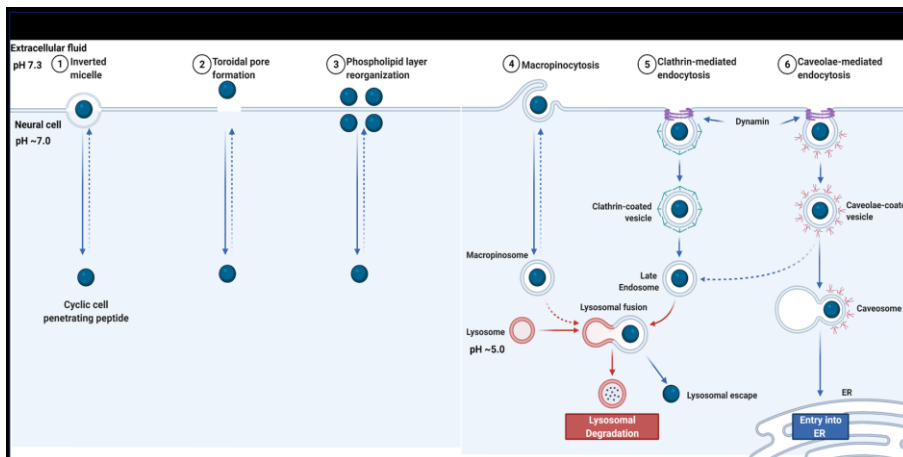 Extracellular fluid
pH 7.3
1 Inverted
micelle
2 Toroidal pore
formation
3 Phospholipid layer
reorganization
4 Macropinocytosis
5 Clathrin-mediated
endocytosis
6 Caveolae-mediated
endocytosis
Neural cell
pH ~7.0
Dynamin
Clathrin-coated
vesicle
Caveolae-coat
vesicle
Macropinosome
Late
Endosome
Cyclic cell
penetrating peptide
Lysosomal fusion
Caveosome
Lysosome
pH ~5.0
Lysosomal escape
ER
Lysosomal
Degradation
Entry into
ER